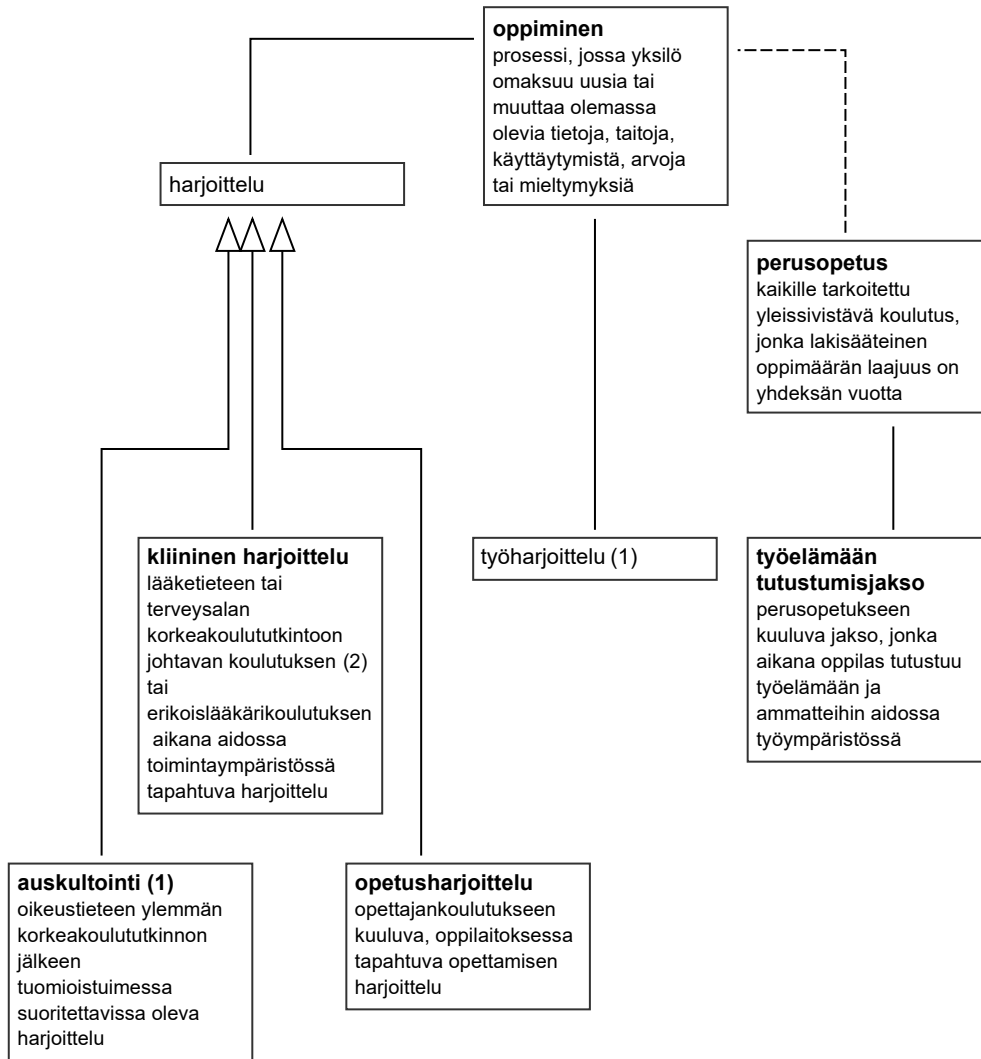 oppiminen
prosessi, jossa yksilö
omaksuu uusia tai
muuttaa olemassa
olevia tietoja, taitoja,
käyttäytymistä, arvoja
tai mieltymyksiä
harjoittelu
perusopetus
kaikille tarkoitettu
yleissivistävä koulutus,
jonka lakisääteinen
oppimäärän laajuus on
yhdeksän vuotta
kliininen harjoittelu
lääketieteen tai
terveysalan
korkeakoulututkintoon
johtavan koulutuksen (2)
tai
erikoislääkärikoulutuksen
aikana aidossa
toimintaympäristössä
tapahtuva harjoittelu
työharjoittelu (1)
työelämään
tutustumisjakso
perusopetukseen
kuuluva jakso, jonka
aikana oppilas tutustuu
työelämään ja
ammatteihin aidossa
työympäristössä
auskultointi (1)
oikeustieteen ylemmän
korkeakoulututkinnon
jälkeen
tuomioistuimessa
suoritettavissa oleva
harjoittelu
opetusharjoittelu
opettajankoulutukseen
kuuluva, oppilaitoksessa
tapahtuva opettamisen
harjoittelu